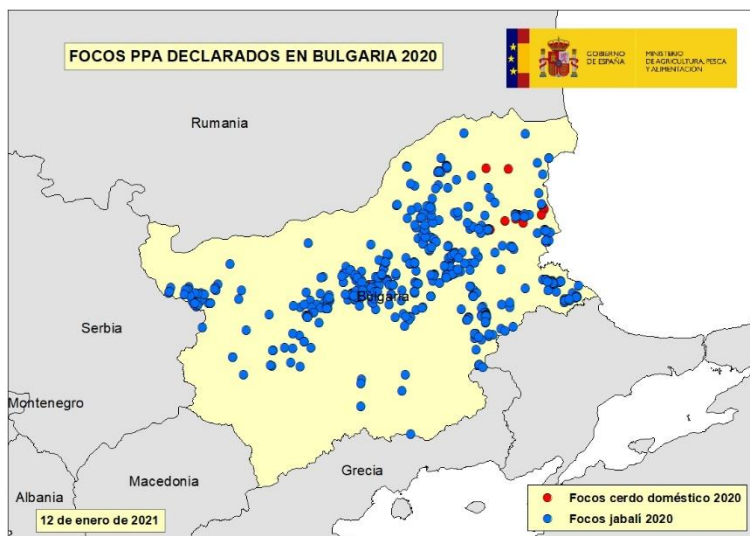 FOCOS PPA DECLARADOS EN BULGARIA 2020
GOBIERNO
DE ESPAÑA
MINISTERIO
DE AGRICULTURA, PESCA
Y ALIMENTACIÓN
Rumania
Bulgaria
Serbia
Montenegro
Macedonia
Grecia
Albania
12 de enero de 2021
Focos cerdo doméstico 2020
Focos jabalí 2020